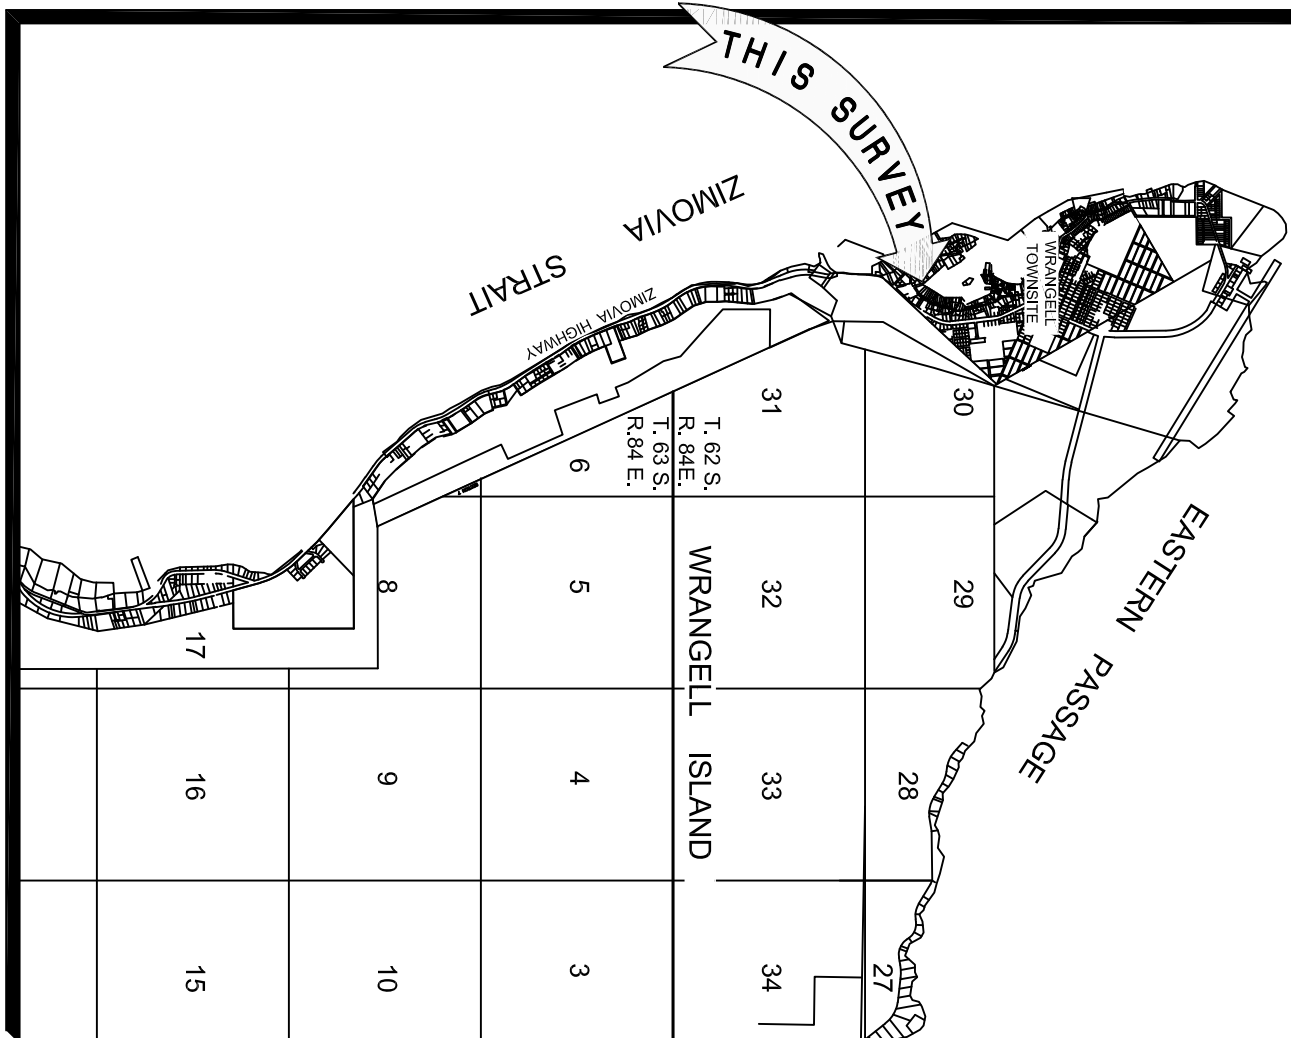 THIS SURVEY
ZIMOVIA
STRAIT
ZIMOVIA HIGHWAY
WRANGELL
TOWNSITE
EASTERN PASSAGE
WRANGELL ISLAND
T. 62 S.
R. 84E.
T. 63 S.
R.84 E.
30
29
28
27
31
32
33
34
6
5
4
3
8
9
10
17
16
15